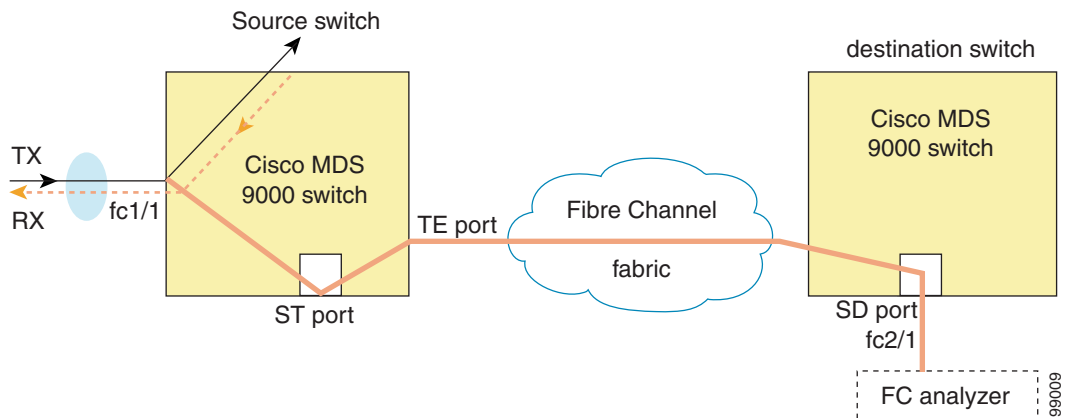 Source switch
destination switch
Cisco MDS
9000 switch
TX
RX
fc1/1
Cisco MDS
9000 switch
TE port
Fibre Channel
fabric
ST port
SD port
fc2/1
FC analyzer
99009